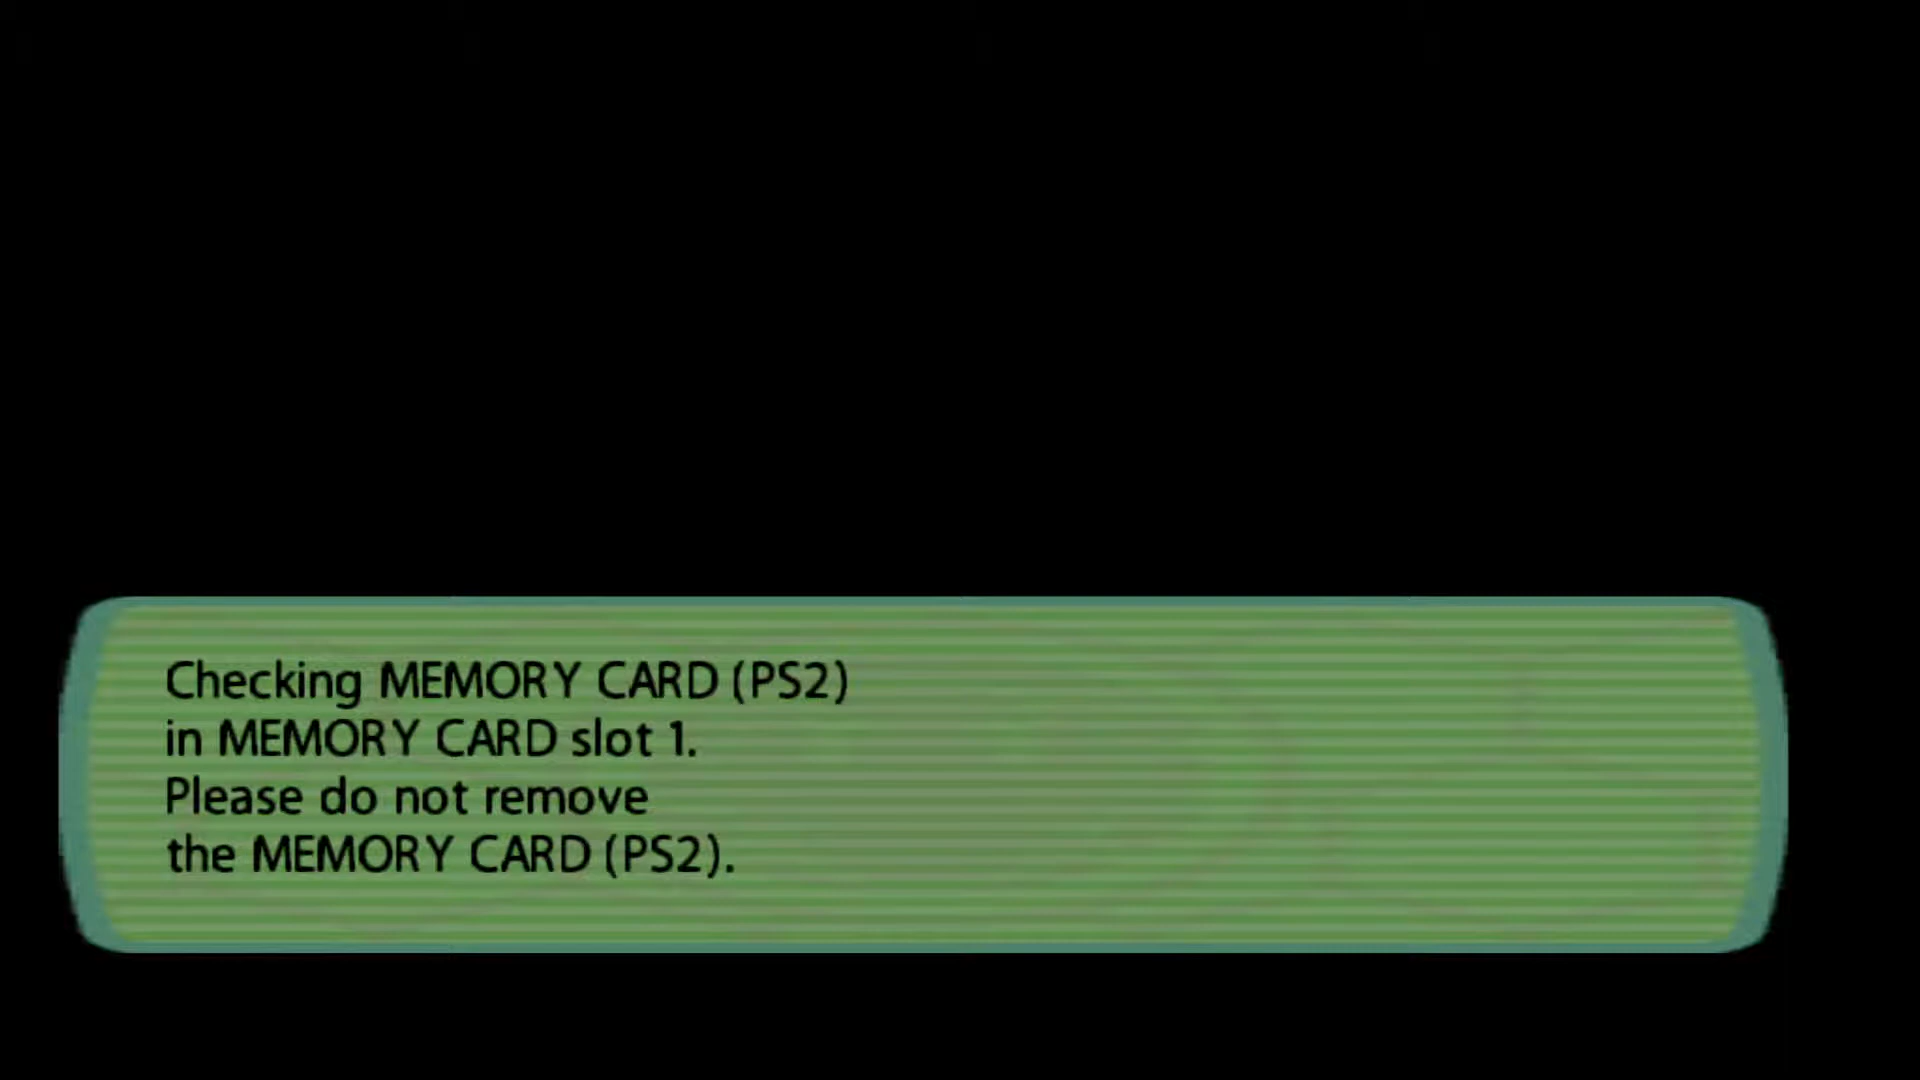 Checking MEMORY CARD (PS2)
in MEMORY CARD slot 1.
Please do not remove
the MEMORY CARD (PS2).